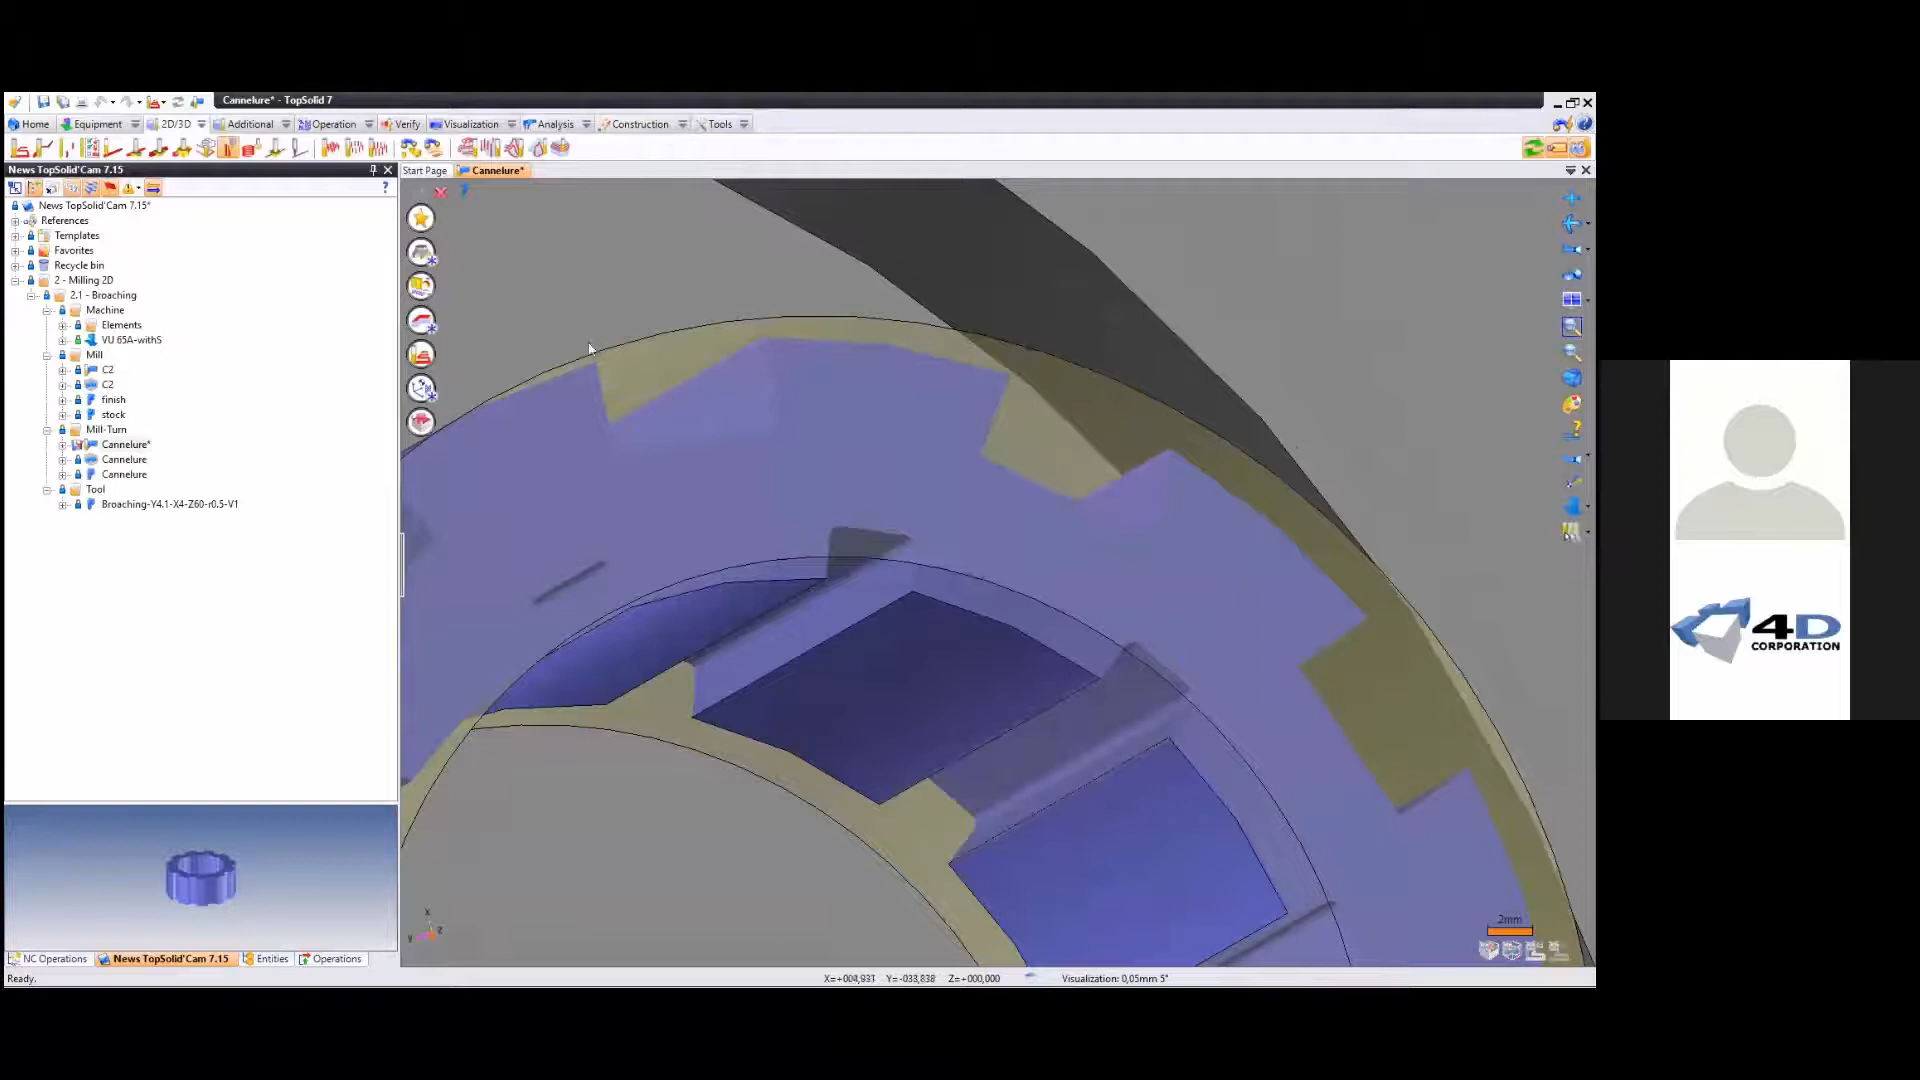 Cannelure* - TopSolid 7
Home Equipment 2D/3D Additional Operation Verify Visualization Analysis Construction Tools
News TopSolid'Cam 7.15
Start Page Cannelure*
News TopSolid'Cam 7.15*
References
Templates
Favorites
Recycle bin
2 - Milling 2D
2.1 - Broaching
Machine
Elements
VU 65A-withS
Mill
C2
C2
finish
stock
Mill-Turn
Cannelure*
Cannelure
Cannelure
Tool
Broaching-Y4.1-X4-Z60-r0.5-V1
4D
CORPORATION
2mm
x
y
z
NC Operations News TopSolid'Cam 7.15 Entities Operations
Ready. X=+004,931 Y=-033,838 Z=+000,000 Visualization: 0,05mm 5°